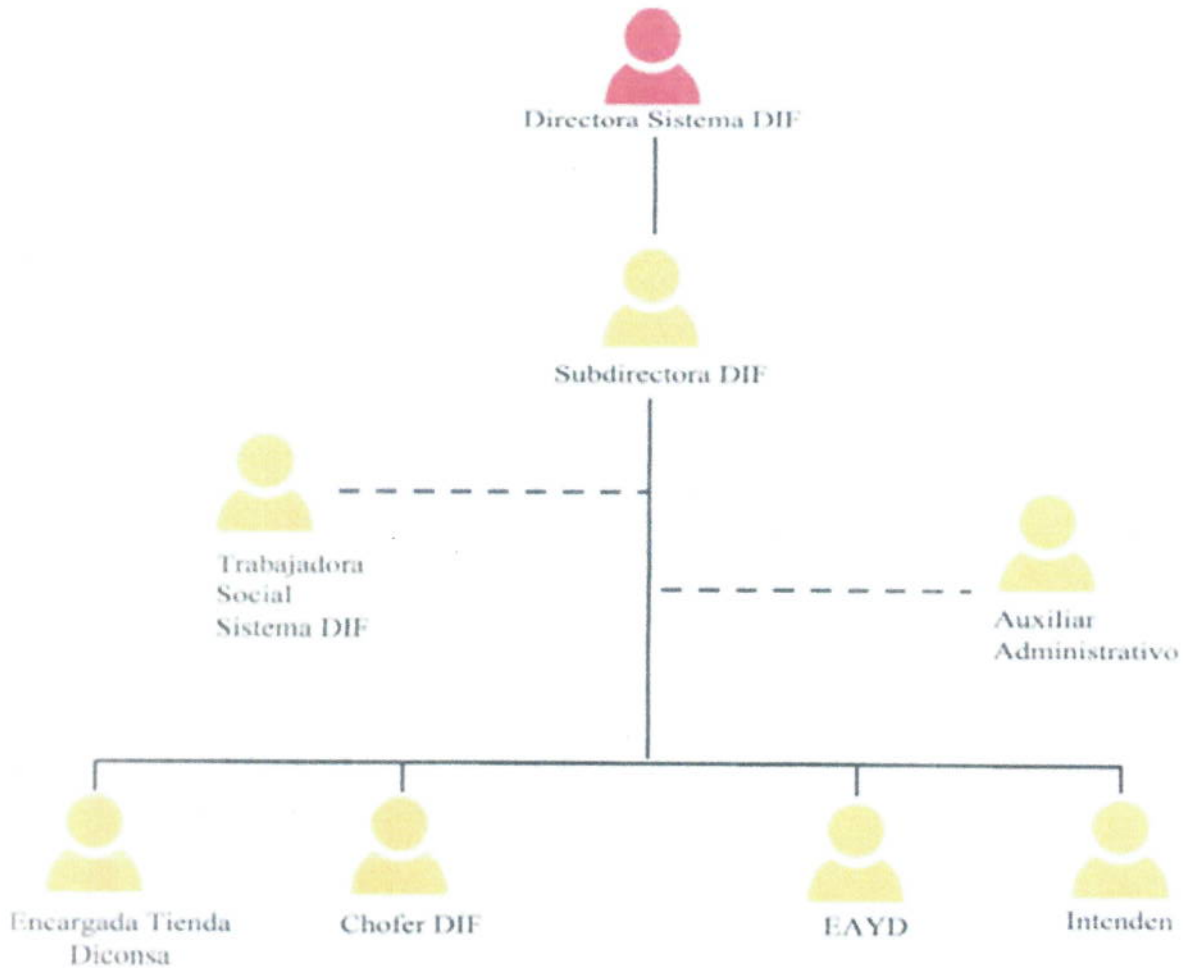 Directora Sistema DIF
Subdirectora DIF
Trabajadora
Social
Sistema DIF
Auxiliar
Administrativo
Encargada Tienda
Diconsa
Chofer DIF
EAYD
Intenden